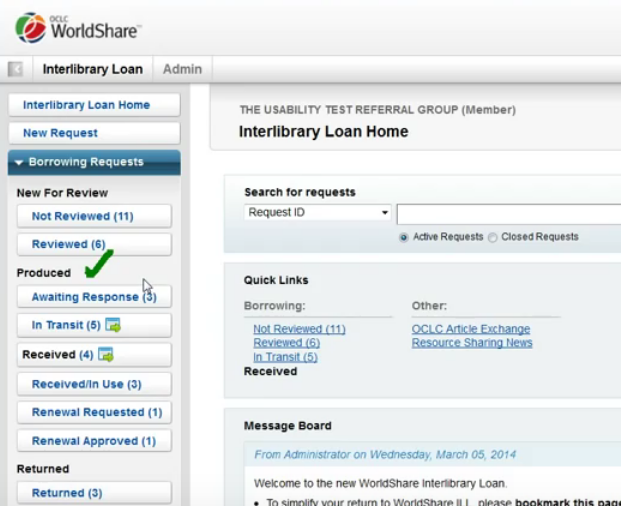 OCLC
WorldShare™
Interlibrary Loan Admin
Interlibrary Loan Home
New Request
Borrowing Requests
New For Review
Not Reviewed (11)
Reviewed (6)
Produced
Awaiting Response (3)
In Transit (5)
Received (4)
Received/In Use (3)
Renewal Requested (1)
Renewal Approved (1)
Returned
Returned (3)
THE USABILITY TEST REFERRAL GROUP (Member)
Interlibrary Loan Home
Search for requests
Request ID
Active Requests Closed Requests
Quick Links
Borrowing: Other:
Not Reviewed (11) OCLC Article Exchange
Reviewed (6) Resource Sharing News
In Transit (5)
Received
Message Board
From Administrator on Wednesday, March 05, 2014
Welcome to the new WorldShare Interlibrary Loan.
• To simplify your return to WorldShare ILL, please bookmark this page